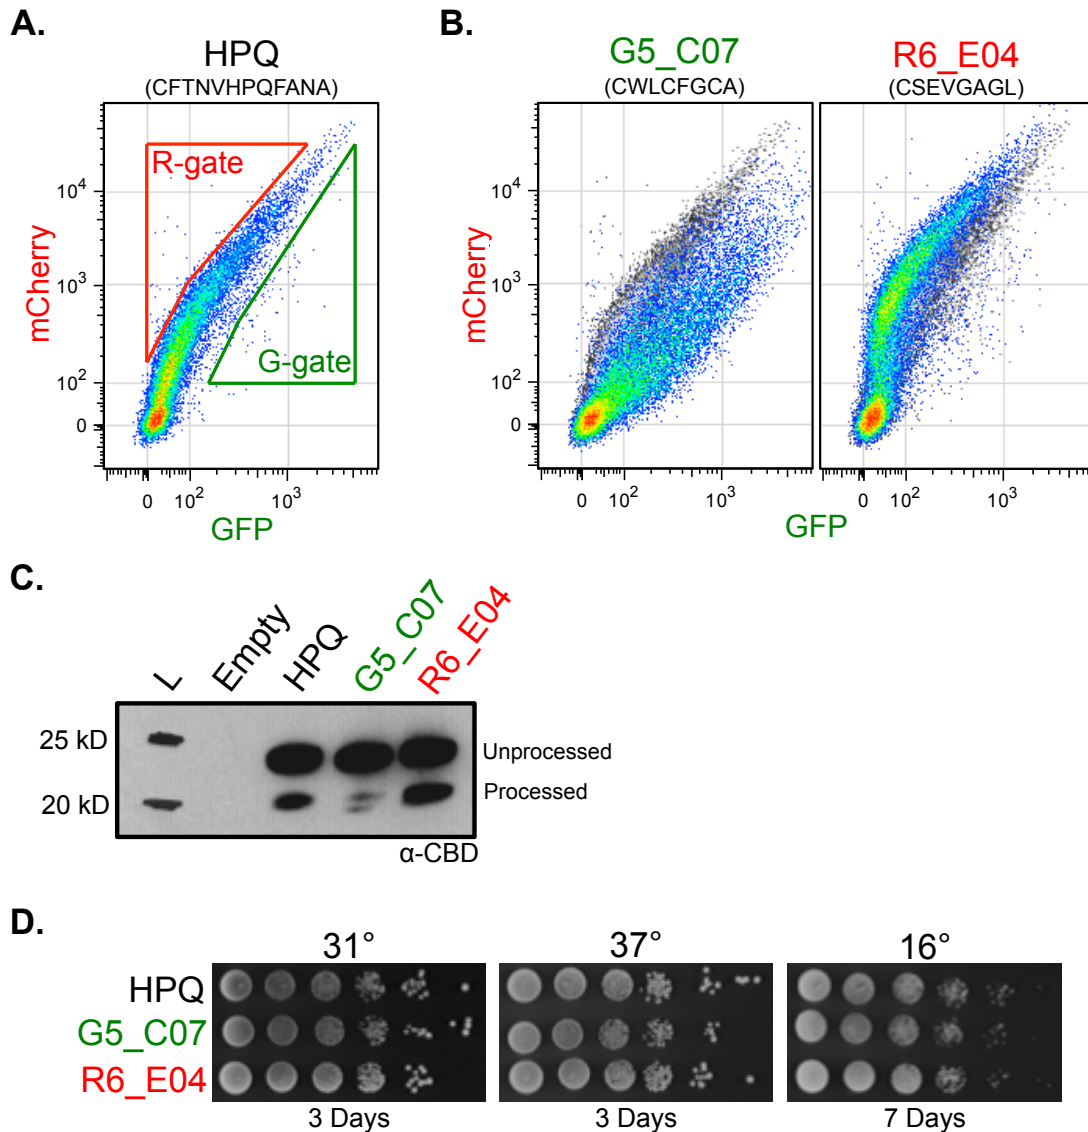 A.
HPQ
(CFTNVHPQFANA)
R-gate
G-gate
mCherry
10⁴
10³
10²
0
0 10² 10³
GFP
B.
G5_C07 R6_E04
(CWLCFGCA) (CSEVGAGL)
mCherry
10⁴
10³
10²
0
10² 10³ 0 10² 10³
0
GFP
C.
L Empty HPQ G5_C07 R6_E04
25 kD
20 kD
Unprocessed
Processed
α-CBD
D.
31° 37° 16°
HPQ
G5_C07
R6_E04
3 Days 3 Days 7 Days